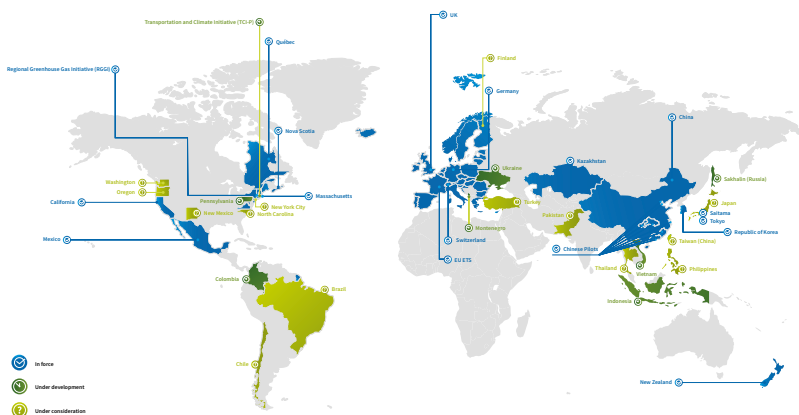 UK
Transportation and Climate Initiative (TCI-P)
Québec
Finland
Regional Greenhouse Gas Initiative (RGGI)
Germany
China
Nova Scotia
Kazakhstan
Ukraine
Sakhalin (Russia)
Washington
Oregon
Massachusetts
California
Pennsylvania
New York City
Turkey
Japan
New Mexico
North Carolina
Pakistan
Saitama
Tokyo
Montenegro
Republic of Korea
Mexico
Switzerland
Chinese Pilots
Taiwan (China)
EU ETS
Thailand
Vietnam
Philippines
Colombia
Brazil
Indonesia
Chile
In force
New Zealand
Under development
Under consideration